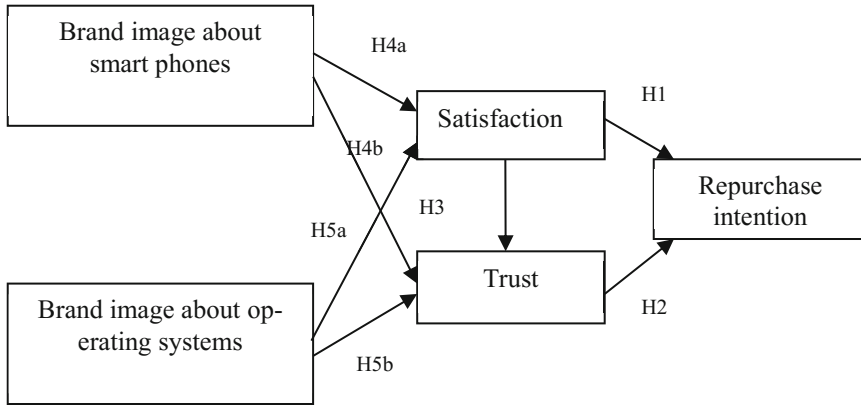 Brand image about
smart phones
H4a
H1
Satisfaction
H4b
Repurchase
intention
H3
H5a
Trust
Brand image about op-
erating systems
H2
H5b